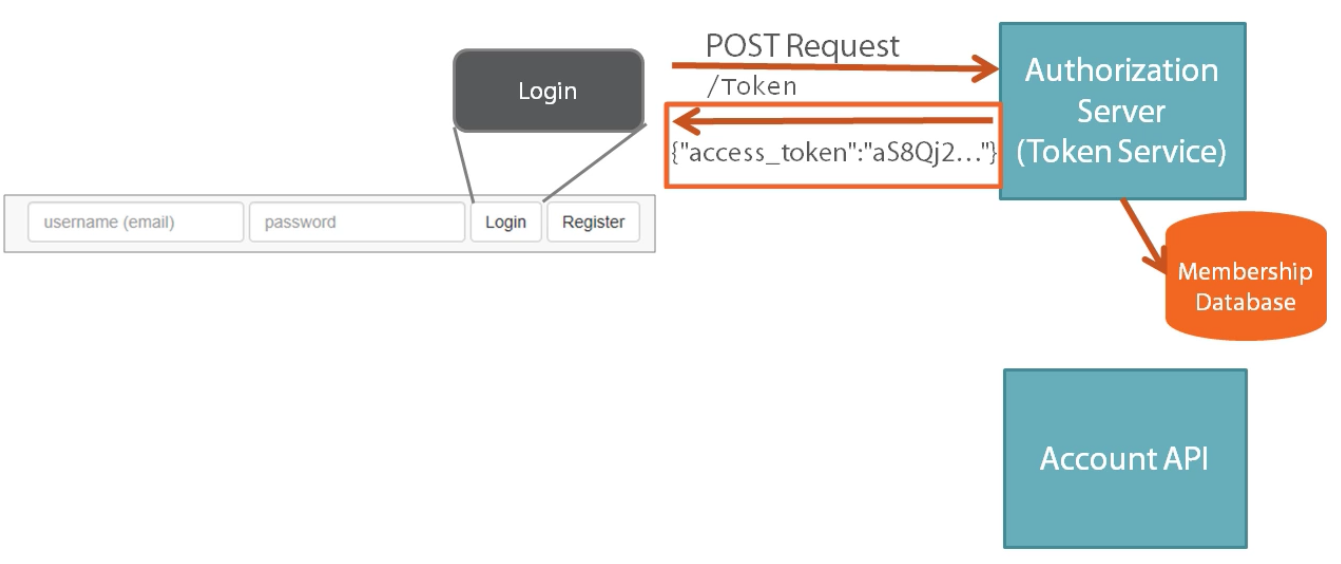 POST Request
/Token
Login
{"access_token":"aS8Qj2..."}
Authorization
Server
(Token Service)
username (email)
password
Login
Register
Membership
Database
Account API